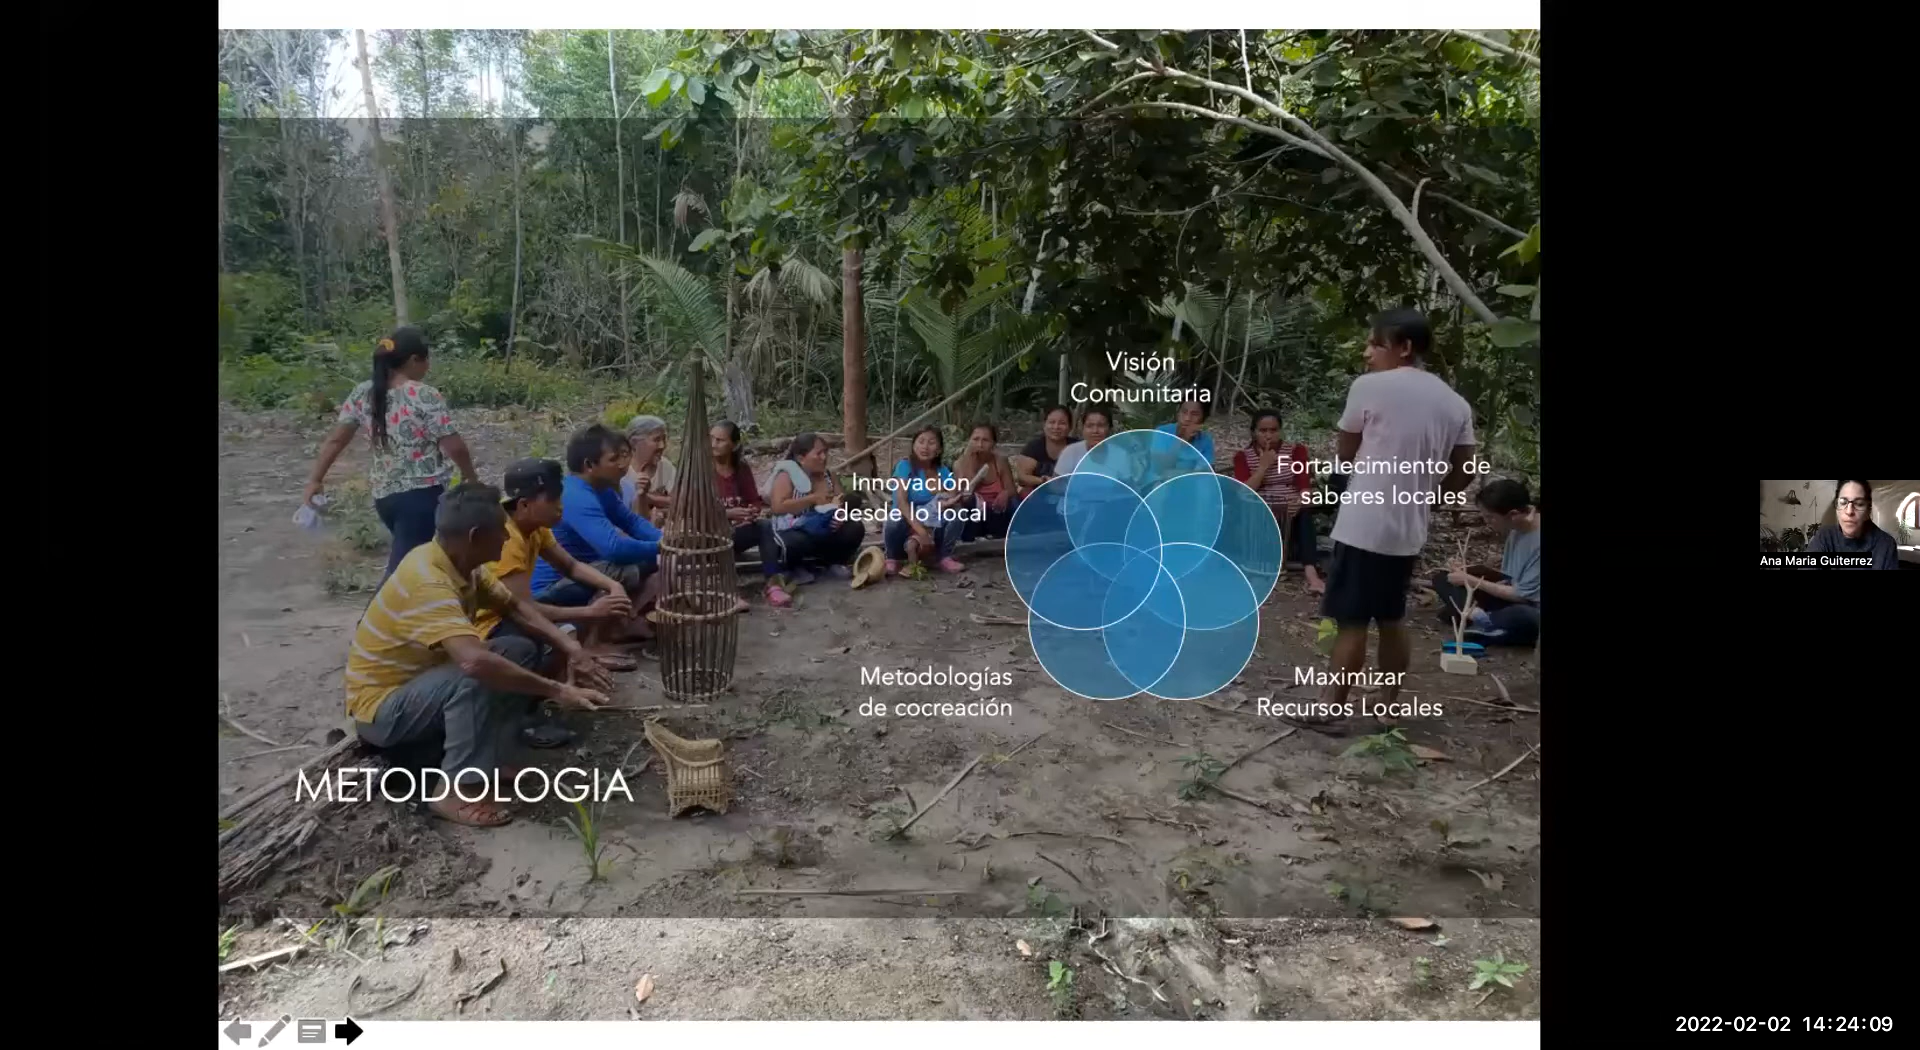 Visión
Comunitaria
Fortalecimiento de
saberes locales
Innovación
desde lo local
Metodologías
de cocreación
Maximizar
Recursos Locales
METODOLOGIA
Ana Maria Guiterrez
2022-02-02 14:24:09